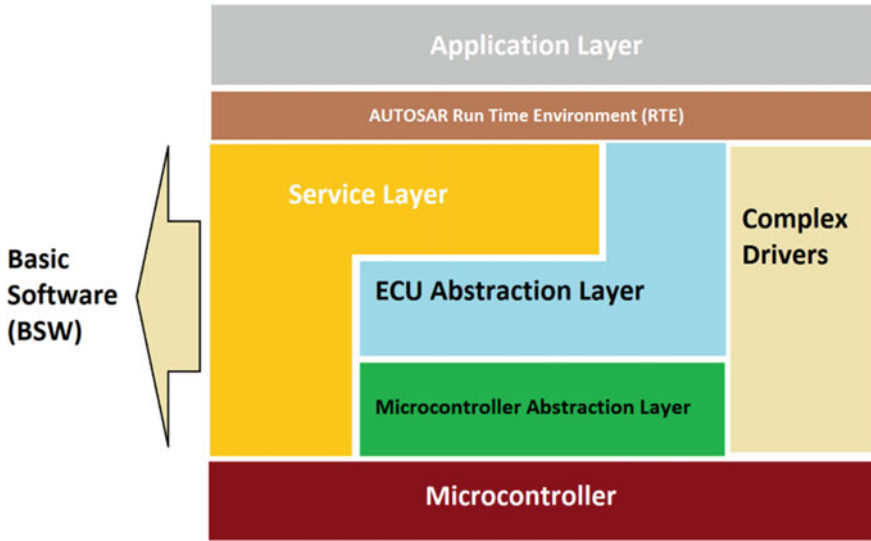 Application Layer
AUTOSAR Run Time Environment (RTE)
Service Layer
Complex
Drivers
Basic
Software
(BSW)
ECU Abstraction Layer
Microcontroller Abstraction Layer
Microcontroller